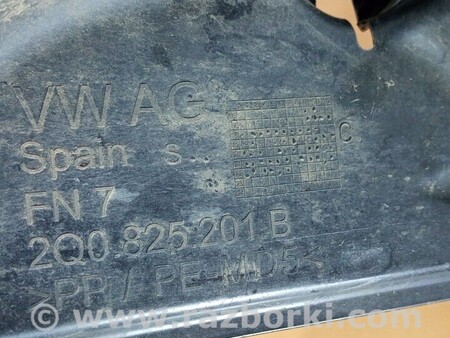 VW AG
Spain S... C
FN 7
2Q0 825 201 B
>PP / PE-MD5<
www.razborki.com